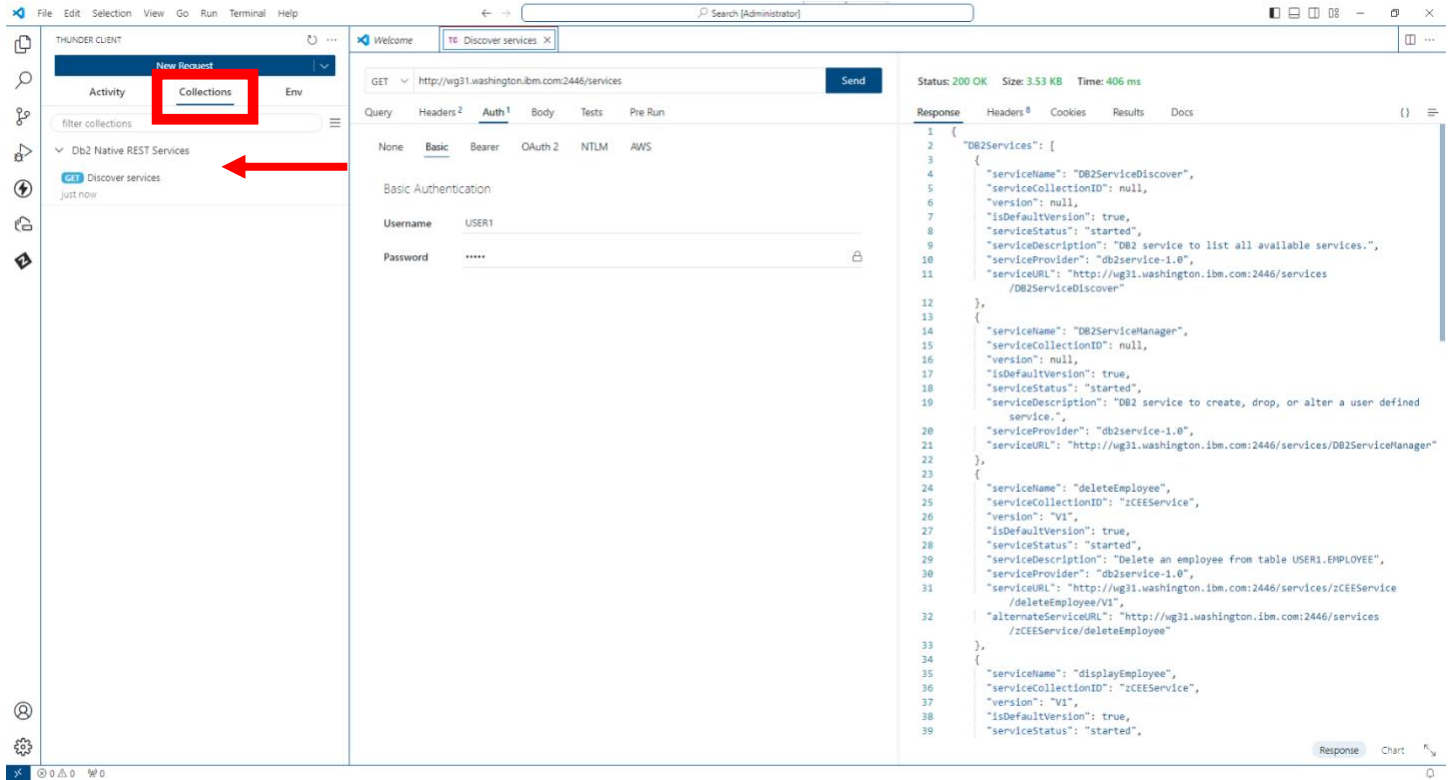 File Edit Selection View Go Run Terminal Help
Search [Administrator]
THUNDER CLIENT
New Request
Activity Collections Env
filter collections
Db2 Native REST Services
GET Discover services
just now
Welcome
TC Discover services
GET http://wg31.washington.ibm.com:2446/services Send
Query Headers 2 Auth 1 Body Tests Pre Run
None Basic Bearer OAuth 2 NTLM AWS
Basic Authentication
Username USER1
Password •••••
Status: 200 OK Size: 3.53 KB Time: 406 ms
Response Headers 8 Cookies Results Docs {}
1 {
2 "DB2Services": [
3 {
4 "serviceName": "DB2ServiceDiscover",
5 "serviceCollectionID": null,
6 "version": null,
7 "isDefaultVersion": true,
8 "serviceStatus": "started",
9 "serviceDescription": "DB2 service to list all available services.",
10 "serviceProvider": "db2service-1.0",
11 "serviceURL": "http://wg31.washington.ibm.com:2446/services
/DB2ServiceDiscover"
12 },
13 {
14 "serviceName": "DB2ServiceManager",
15 "serviceCollectionID": null,
16 "version": null,
17 "isDefaultVersion": true,
18 "serviceStatus": "started",
19 "serviceDescription": "DB2 service to create, drop, or alter a user defined
service.",
20 "serviceProvider": "db2service-1.0",
21 "serviceURL": "http://wg31.washington.ibm.com:2446/services/DB2ServiceManager"
22 },
23 {
24 "serviceName": "deleteEmployee",
25 "serviceCollectionID": "zCEEService",
26 "version": "V1",
27 "isDefaultVersion": true,
28 "serviceStatus": "started",
29 "serviceDescription": "Delete an employee from table USER1.EMPLOYEE",
30 "serviceProvider": "db2service-1.0",
31 "serviceURL": "http://wg31.washington.ibm.com:2446/services/zCEEService
/deleteEmployee/V1",
32 "alternateServiceURL": "http://wg31.washington.ibm.com:2446/services
/zCEEService/deleteEmployee"
33 },
34 {
35 "serviceName": "displayEmployee",
36 "serviceCollectionID": "zCEEService",
37 "version": "V1",
38 "isDefaultVersion": true,
39 "serviceStatus": "started",
Response Chart
0 0 0